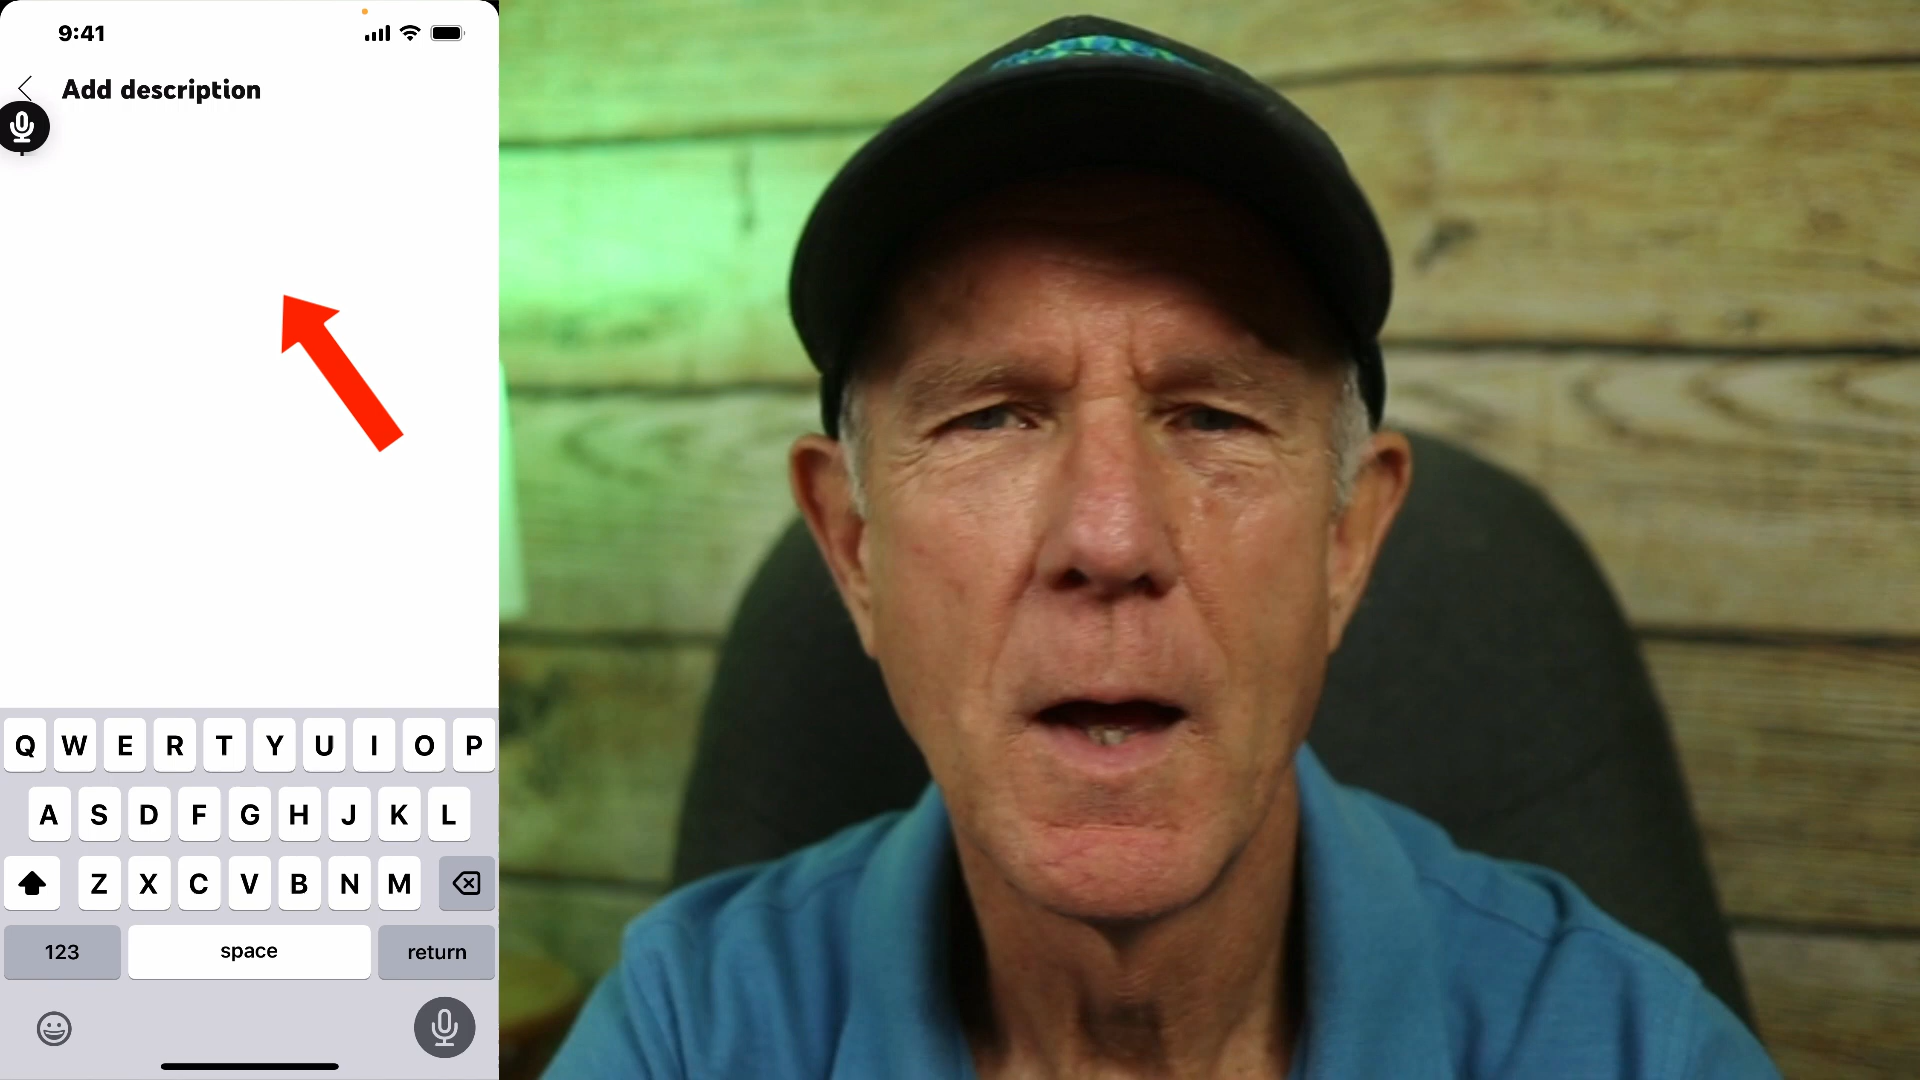 9:41
Add description
Q W E R T Y U I O P
A S D F G H J K L
Z X C V B N M
123 space return